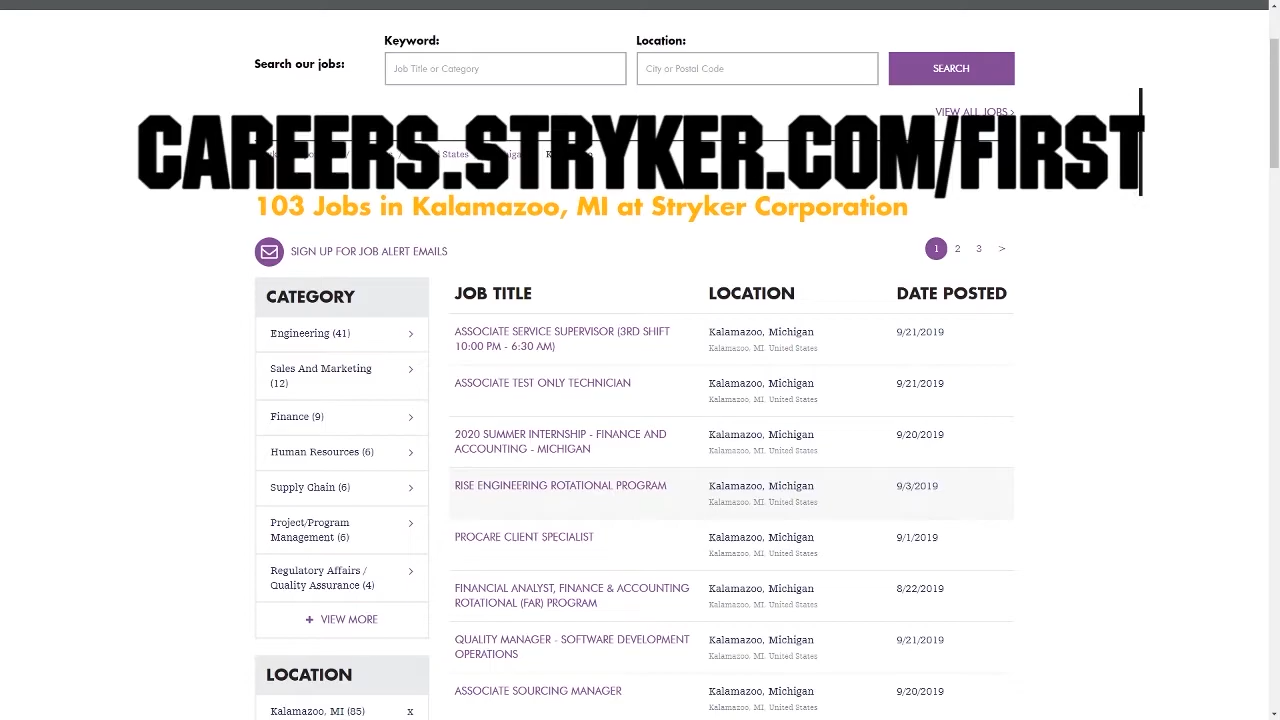 Keyword:
Location:
Search our jobs:
Job Title or Category
City or Postal Code
SEARCH
VIEW ALL JOBS >
CAREERS.STRYKER.COM/FIRST
103 Jobs in Kalamazoo, MI at Stryker Corporation
SIGN UP FOR JOB ALERT EMAILS
1 2 3 >
CATEGORY
Engineering (41) >
Sales And Marketing >
(12)
Finance (9) >
Human Resources (6) >
Supply Chain (6) >
Project/Program >
Management (6)
Regulatory Affairs / >
Quality Assurance (4)
+ VIEW MORE
LOCATION
Kalamazoo, MI (85) x
JOB TITLE LOCATION DATE POSTED
ASSOCIATE SERVICE SUPERVISOR (3RD SHIFT Kalamazoo, Michigan 9/21/2019
10:00 PM - 6:30 AM) Kalamazoo, MI, United States
ASSOCIATE TEST ONLY TECHNICIAN Kalamazoo, Michigan 9/21/2019
Kalamazoo, MI, United States
2020 SUMMER INTERNSHIP - FINANCE AND Kalamazoo, Michigan 9/20/2019
ACCOUNTING - MICHIGAN Kalamazoo, MI, United States
RISE ENGINEERING ROTATIONAL PROGRAM Kalamazoo, Michigan 9/3/2019
Kalamazoo, MI, United States
PROCARE CLIENT SPECIALIST Kalamazoo, Michigan 9/1/2019
Kalamazoo, MI, United States
FINANCIAL ANALYST, FINANCE & ACCOUNTING Kalamazoo, Michigan 8/22/2019
ROTATIONAL (FAR) PROGRAM Kalamazoo, MI, United States
QUALITY MANAGER - SOFTWARE DEVELOPMENT Kalamazoo, Michigan 9/21/2019
OPERATIONS Kalamazoo, MI, United States
ASSOCIATE SOURCING MANAGER Kalamazoo, Michigan 9/20/2019
Kalamazoo, MI, United States